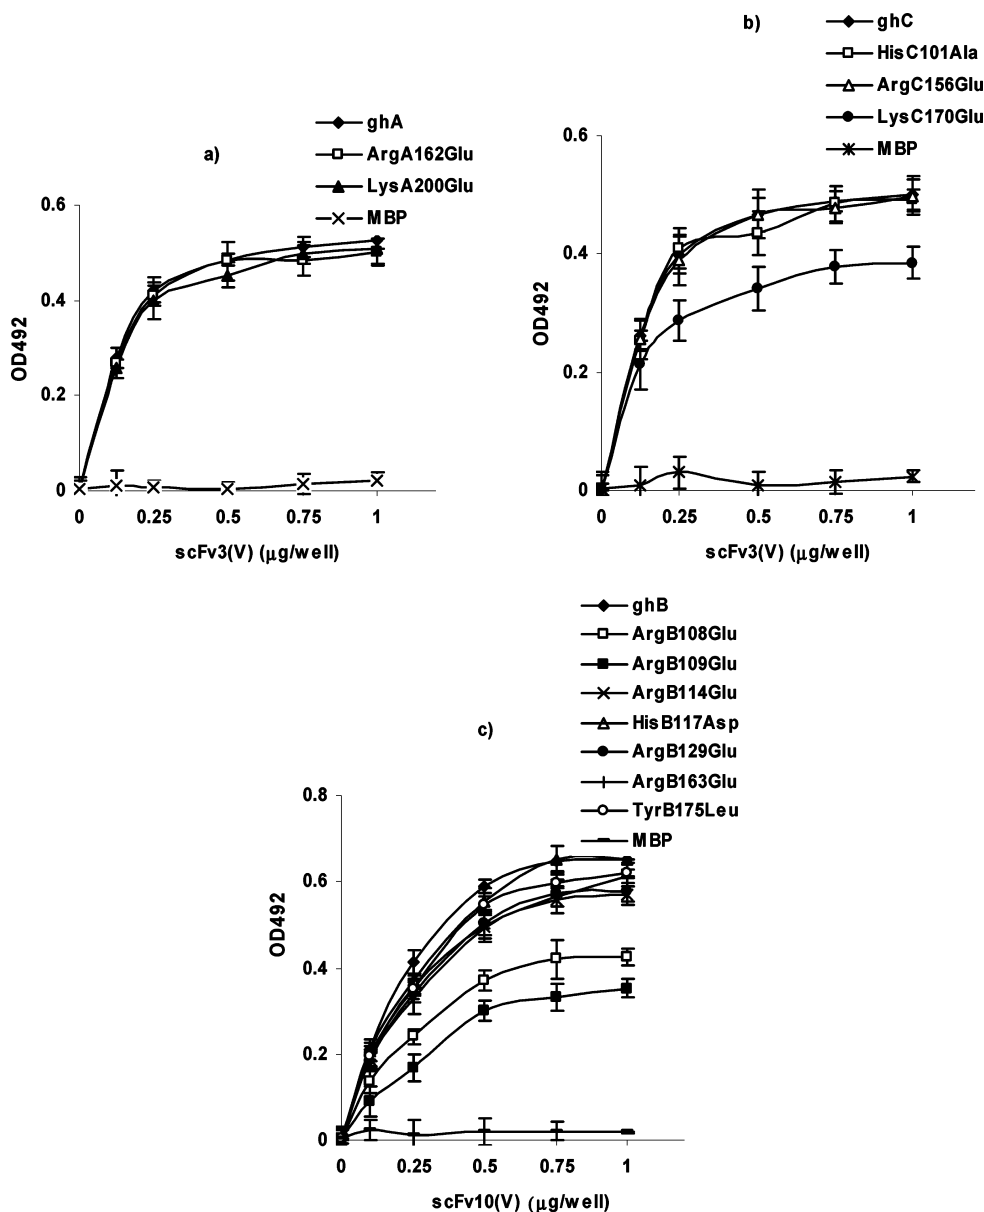 a)
ghA
ArgA162Glu
LysA200Glu
MBP
0.6
0.4
0.2
0
OD492
0 0.25 0.5 0.75 1
scFv3(V) (μg/well)
b)
ghC
HisC101Ala
ArgC156Glu
LysC170Glu
MBP
0.6
0.4
0.2
0
OD492
0 0.25 0.5 0.75 1
scFv3(V) (μg/well)
c)
ghB
ArgB108Glu
ArgB109Glu
ArgB114Glu
HisB117Asp
ArgB129Glu
ArgB163Glu
TyrB175Leu
MBP
0.8
0.6
0.4
0.2
0
OD492
0 0.25 0.5 0.75 1
scFv10(V) (μg/well)